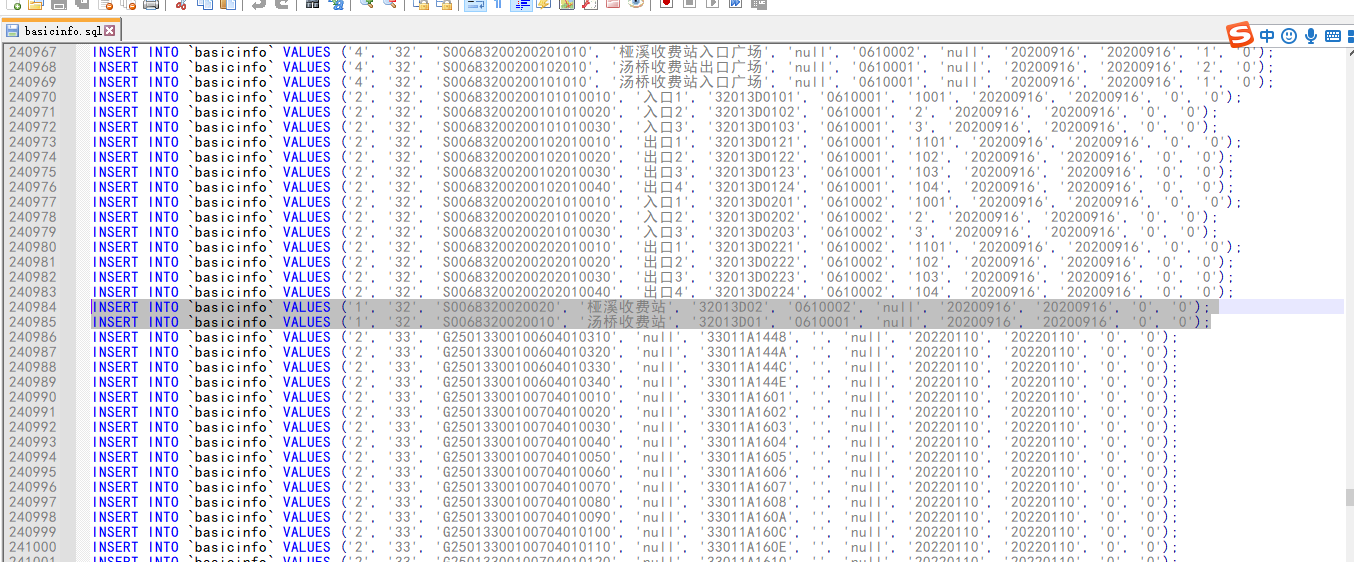 basicinfo.sql
中
240967 INSERT INTO `basicinfo` VALUES ('4', '32', 'S006832002002010​10', '桠溪收费站入口广场', 'null', '0610002', 'null', '20200916', '20200916', '1', '0');
240968 INSERT INTO `basicinfo` VALUES ('4', '32', 'S00683200200102010', '汤桥收费站出口广场', 'null', '0610001', 'null', '20200916', '20200916', '2', '0');
240969 INSERT INTO `basicinfo` VALUES ('4', '32', 'S00683200200101010', '汤桥收费站入口广场', 'null', '0610001', 'null', '20200916', '20200916', '1', '0');
240970 INSERT INTO `basicinfo` VALUES ('2', '32', 'S00683200200101010010', '入口1', '32013D0101', '0610001', '1001', '20200916', '20200916', '0', '0');
240971 INSERT INTO `basicinfo` VALUES ('2', '32', 'S00683200200101010020', '入口2', '32013D0102', '0610001', '2', '20200916', '20200916', '0', '0');
240972 INSERT INTO `basicinfo` VALUES ('2', '32', 'S00683200200101010030', '入口3', '32013D0103', '0610001', '3', '20200916', '20200916', '0', '0');
240973 INSERT INTO `basicinfo` VALUES ('2', '32', 'S00683200200102010010', '出口1', '32013D0121', '0610001', '1101', '20200916', '20200916', '0', '0');
240974 INSERT INTO `basicinfo` VALUES ('2', '32', 'S00683200200102010020', '出口2', '32013D0122', '0610001', '102', '20200916', '20200916', '0', '0');
240975 INSERT INTO `basicinfo` VALUES ('2', '32', 'S00683200200102010030', '出口3', '32013D0123', '0610001', '103', '20200916', '20200916', '0', '0');
240976 INSERT INTO `basicinfo` VALUES ('2', '32', 'S00683200200102010040', '出口4', '32013D0124', '0610001', '104', '20200916', '20200916', '0', '0');
240977 INSERT INTO `basicinfo` VALUES ('2', '32', 'S00683200200201010010', '入口1', '32013D0201', '0610002', '1001', '20200916', '20200916', '0', '0');
240978 INSERT INTO `basicinfo` VALUES ('2', '32', 'S00683200200201010020', '入口2', '32013D0202', '0610002', '2', '20200916', '20200916', '0', '0');
240979 INSERT INTO `basicinfo` VALUES ('2', '32', 'S00683200200201010030', '入口3', '32013D0203', '0610002', '3', '20200916', '20200916', '0', '0');
240980 INSERT INTO `basicinfo` VALUES ('2', '32', 'S00683200200202010010', '出口1', '32013D0221', '0610002', '1101', '20200916', '20200916', '0', '0');
240981 INSERT INTO `basicinfo` VALUES ('2', '32', 'S00683200200202010020', '出口2', '32013D0222', '0610002', '102', '20200916', '20200916', '0', '0');
240982 INSERT INTO `basicinfo` VALUES ('2', '32', 'S00683200200202010030', '出口3', '32013D0223', '0610002', '103', '20200916', '20200916', '0', '0');
240983 INSERT INTO `basicinfo` VALUES ('2', '32', 'S00683200200202010040', '出口4', '32013D0224', '0610002', '104', '20200916', '20200916', '0', '0');
240984 INSERT INTO `basicinfo` VALUES ('1', '32', 'S0068320020020', '桠溪收费站', '32013D02', '0610002', 'null', '20200916', '20200916', '0', '0');
240985 INSERT INTO `basicinfo` VALUES ('1', '32', 'S0068320020010', '汤桥收费站', '32013D01', '0610001', 'null', '20200916', '20200916', '0', '0');
240986 INSERT INTO `basicinfo` VALUES ('2', '33', 'G25013300100604010310', 'null', '33011A1448', '', 'null', '20220110', '20220110', '0', '0');
240987 INSERT INTO `basicinfo` VALUES ('2', '33', 'G25013300100604010320', 'null', '33011A144A', '', 'null', '20220110', '20220110', '0', '0');
240988 INSERT INTO `basicinfo` VALUES ('2', '33', 'G25013300100604010330', 'null', '33011A144C', '', 'null', '20220110', '20220110', '0', '0');
240989 INSERT INTO `basicinfo` VALUES ('2', '33', 'G25013300100604010340', 'null', '33011A144E', '', 'null', '20220110', '20220110', '0', '0');
240990 INSERT INTO `basicinfo` VALUES ('2', '33', 'G25013300100704010010', 'null', '33011A1601', '', 'null', '20220110', '20220110', '0', '0');
240991 INSERT INTO `basicinfo` VALUES ('2', '33', 'G25013300100704010020', 'null', '33011A1602', '', 'null', '20220110', '20220110', '0', '0');
240992 INSERT INTO `basicinfo` VALUES ('2', '33', 'G25013300100704010030', 'null', '33011A1603', '', 'null', '20220110', '20220110', '0', '0');
240993 INSERT INTO `basicinfo` VALUES ('2', '33', 'G25013300100704010040', 'null', '33011A1604', '', 'null', '20220110', '20220110', '0', '0');
240994 INSERT INTO `basicinfo` VALUES ('2', '33', 'G25013300100704010050', 'null', '33011A1605', '', 'null', '20220110', '20220110', '0', '0');
240995 INSERT INTO `basicinfo` VALUES ('2', '33', 'G25013300100704010060', 'null', '33011A1606', '', 'null', '20220110', '20220110', '0', '0');
240996 INSERT INTO `basicinfo` VALUES ('2', '33', 'G25013300100704010070', 'null', '33011A1607', '', 'null', '20220110', '20220110', '0', '0');
240997 INSERT INTO `basicinfo` VALUES ('2', '33', 'G25013300100704010080', 'null', '33011A1608', '', 'null', '20220110', '20220110', '0', '0');
240998 INSERT INTO `basicinfo` VALUES ('2', '33', 'G25013300100704010090', 'null', '33011A160A', '', 'null', '20220110', '20220110', '0', '0');
240999 INSERT INTO `basicinfo` VALUES ('2', '33', 'G25013300100704010100', 'null', '33011A160C', '', 'null', '20220110', '20220110', '0', '0');
241000 INSERT INTO `basicinfo` VALUES ('2', '33', 'G25013300100704010110', 'null', '33011A160E', '', 'null', '20220110', '20220110', '0', '0');
241001 INSERT INTO `basicinfo` VALUES ('2', '33', 'G25013300100704010120', 'null', '33011A1610', '', 'null', '20220110', '20220110', '0', '0');